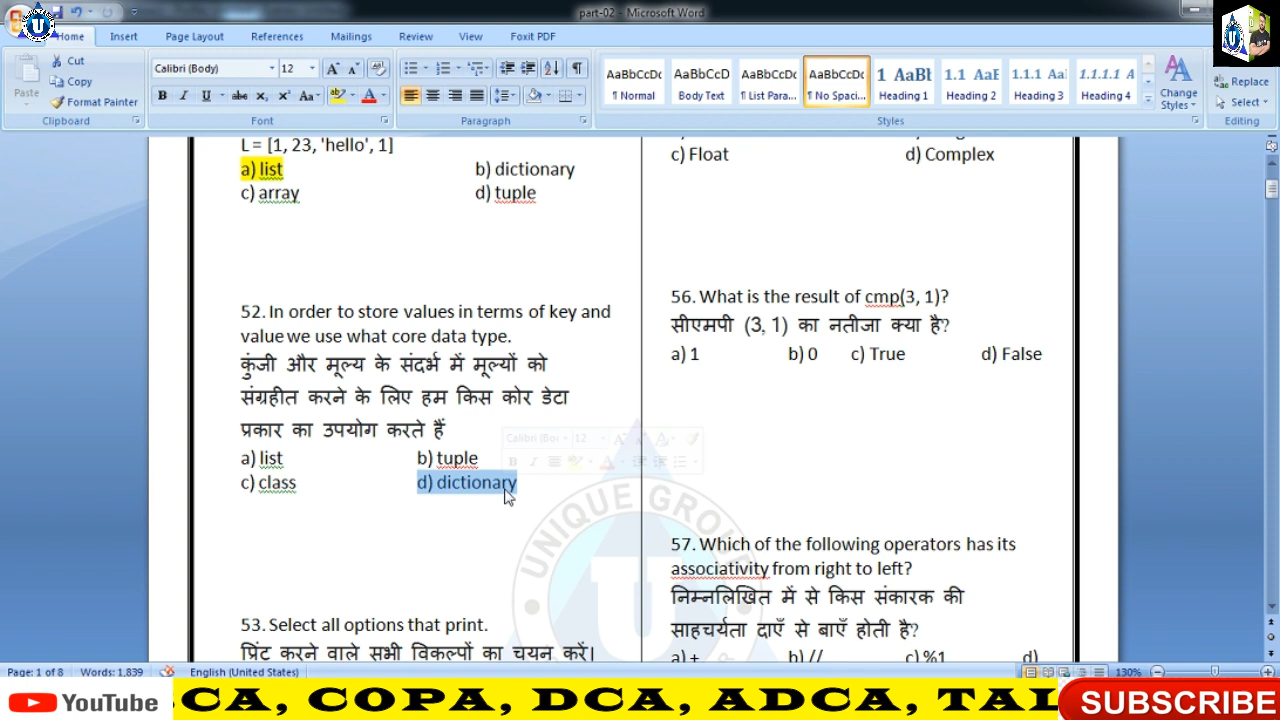 part-02 - Microsoft Word
Home Insert Page Layout References Mailings Review View Foxit PDF
Paste
Cut
Copy
Format Painter
Clipboard
Calibri (Body) 12
Font
Paragraph
AaBbCcDc AaBbCcD AaBbCcDc AaBbCcDc 1 AaBb 1.1 AaB 1.1.1 Aa 1.1.1.1 A
¶ Normal Body Text ¶ List Para... ¶ No Spaci... Heading 1 Heading 2 Heading 3 Heading 4
Change Styles
Styles
Replace
Select
Editing
L = [1, 23, 'hello', 1]
a) list b) dictionary
c) array d) tuple
52. In order to store values in terms of key and
value we use what core data type.
कुंजी और मूल्य के संदर्भ में मूल्यों को
संग्रहीत करने के लिए हम किस कोर डेटा
प्रकार का उपयोग करते हैं
a) list b) tuple
c) class d) dictionary
53. Select all options that print.
प्रिंट करने वाले सभी विकल्पों का चयन करें।
c) Float d) Complex
56. What is the result of cmp(3, 1)?
सीएमपी (3, 1) का नतीजा क्या है?
a) 1 b) 0 c) True d) False
57. Which of the following operators has its
associativity from right to left?
निम्नलिखित में से किस संकारक की
साहचर्यता दाएँ से बाएँ होती है?
a) + b) // c) %1 d)
UNIQUE GROUP
U
Page: 1 of 8 Words: 1,839 English (United States) 130%
YouTube
CA, COPA, DCA, ADCA, TAL
SUBSCRIBE